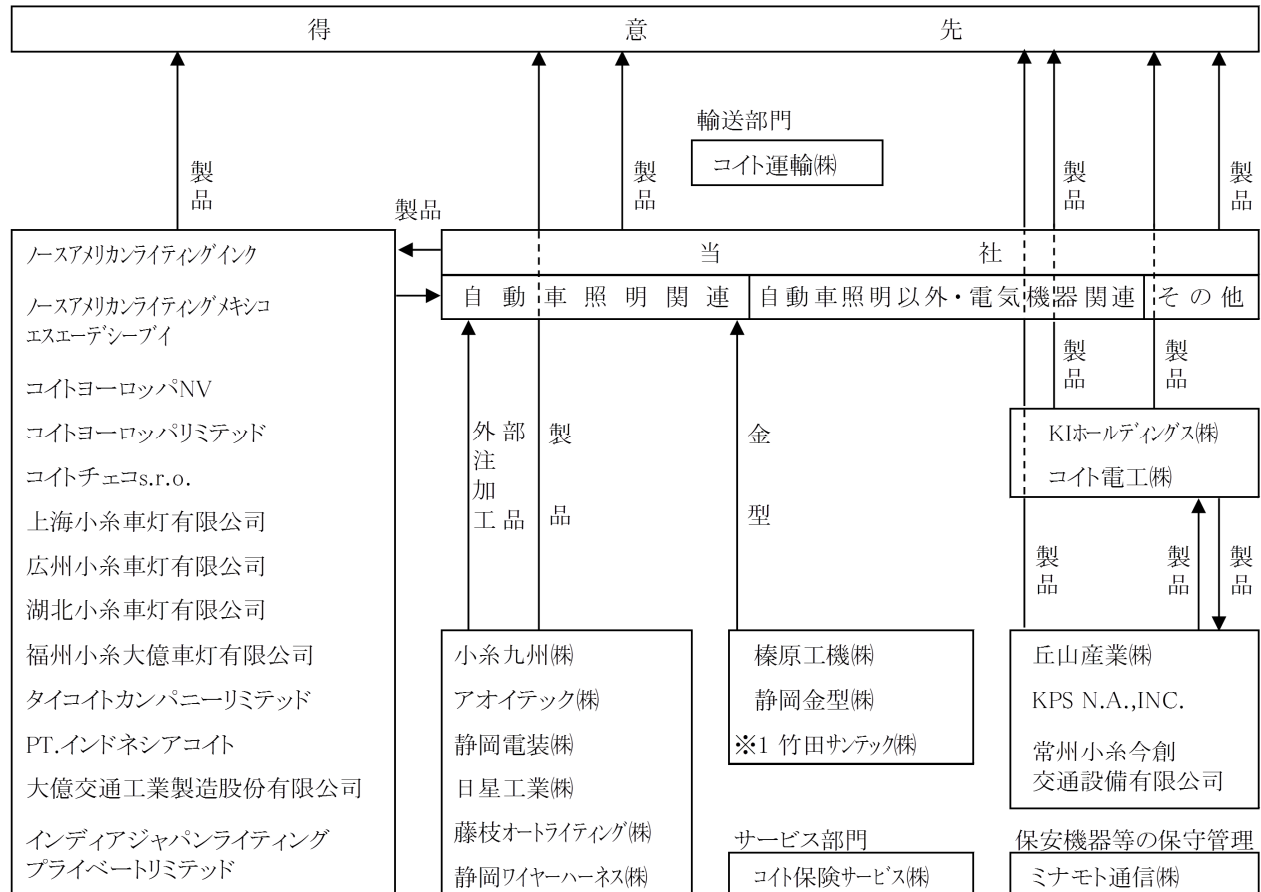 得意先
輸送部門
コイト運輸㈱
製品
製品
製品
製品
製品
ノースアメリカンライティングインク
ノースアメリカンライティングメキシコ
エスエーデシーブイ
コイトヨーロッパNV
コイトヨーロッパリミテッド
コイトチェコs.r.o.
上海小糸車灯有限公司
広州小糸車灯有限公司
湖北小糸車灯有限公司
福州小糸大億車灯有限公司
タイコイトカンパニーリミテッド
PT.インドネシアコイト
大億交通工業製造股份有限公司
インディアジャパンライティング
プライベートリミテッド
当社
自動車照明関連
自動車照明以外・電気機器関連
その他
外注加工
部品
製品
金型
製品
製品
KIホールディングス㈱
コイト電工㈱
製品
製品
製品
小糸九州㈱
アオイテック㈱
静岡電装㈱
日星工業㈱
藤枝オートライティング㈱
静岡ワイヤーハーネス㈱
榛原工機㈱
静岡金型㈱
※1 竹田サンテック㈱
サービス部門
コイト保険サービス㈱
丘山産業㈱
KPS N.A.,INC.
常州小糸今創
交通設備有限公司
保安機器等の保守管理
ミナモト通信㈱